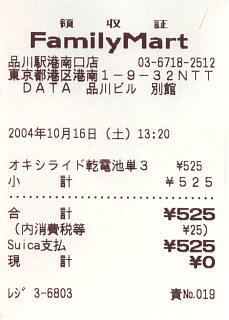 領収証
FamilyMart
品川駅港南口店 03-6718-2512
東京都港区港南1-9-32NTT
DATA 品川ビル 別館
2004年10月16日(土) 13:20
オキシライド乾電池単3 ¥525
小 計 ¥525
合 計 ¥525
(内消費税等 ¥25)
Suica支払 ¥525
現 計 ¥0
レジ 3-6803 責No.019